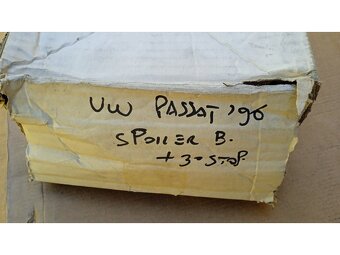 VW PASSAT '96
SPOILER B.
+ 3-STOP.